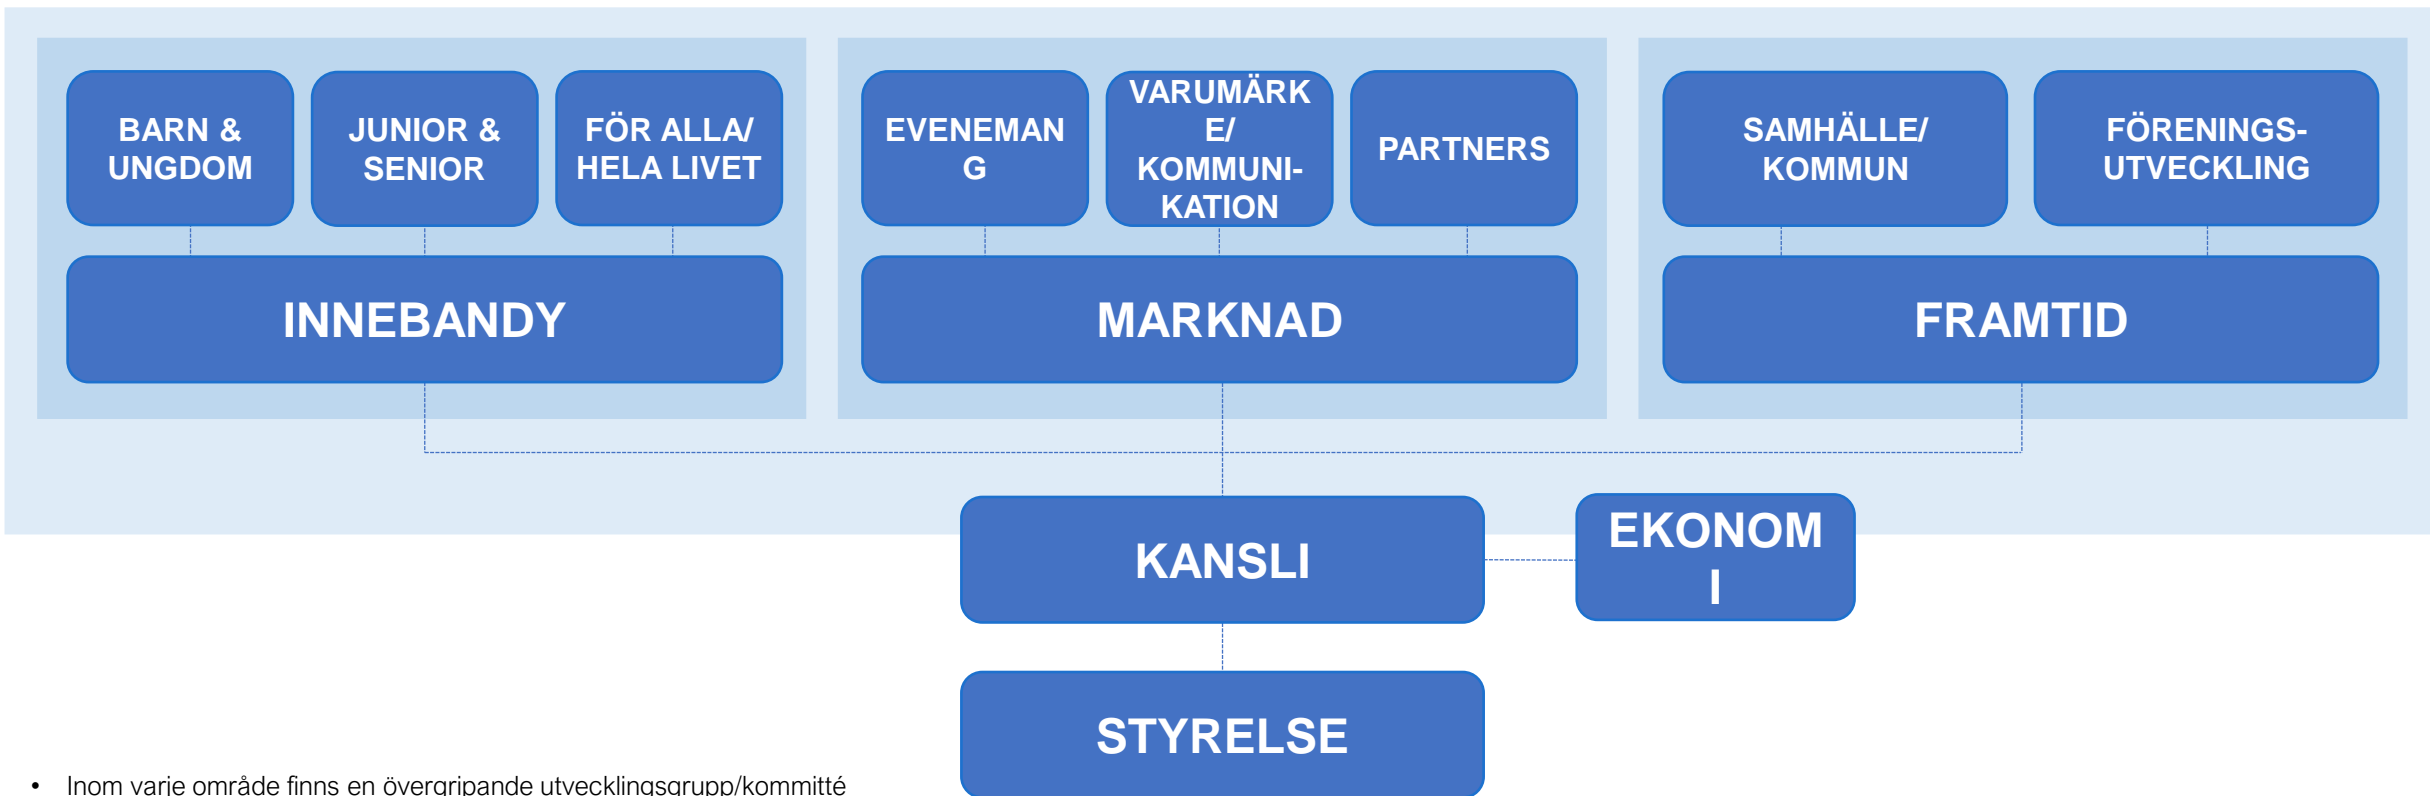 BARN &
UNGDOM
JUNIOR &
SENIOR
FÖR ALLA/
HELA LIVET
EVENEMAN
G
VARUMÄRK
E/
KOMMUNI-
KATION
PARTNERS
SAMHÄLLE/
KOMMUN
FÖRENINGS-
UTVECKLING
INNEBANDY
MARKNAD
FRAMTID
KANSLI
EKONOM
I
STYRELSE
• Inom varje område finns en övergripande utvecklingsgrupp/kommitté